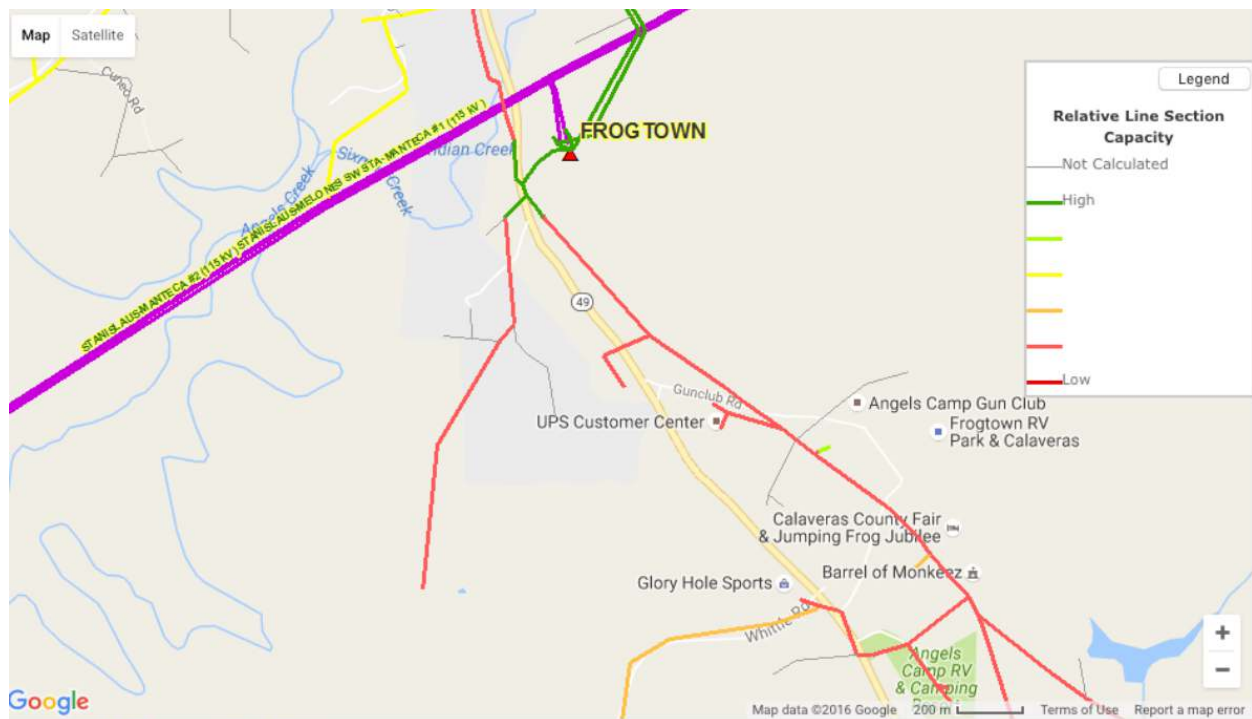 Map Satellite
Cuneo Rd
STANISLAUS-MANTECA #2 (115 kV) STANISLAUS-MELONES SW STA-MANTECA #1 (115 kV)
Angels Creek
Creek
Indian Creek
FROGTOWN
Legend
Relative Line Section
Capacity
Not Calculated
High
Low
49
Gunclub Rd
UPS Customer Center
Angels Camp Gun Club
Frogtown RV
Park & Calaveras
Calaveras County Fair
& Jumping Frog Jubilee
Barrel of Monkeez
Glory Hole Sports
Whittle Rd
Angels
Camp RV
& Camping
+
−
Google
Map data ©2016 Google 200 m Terms of Use Report a map error